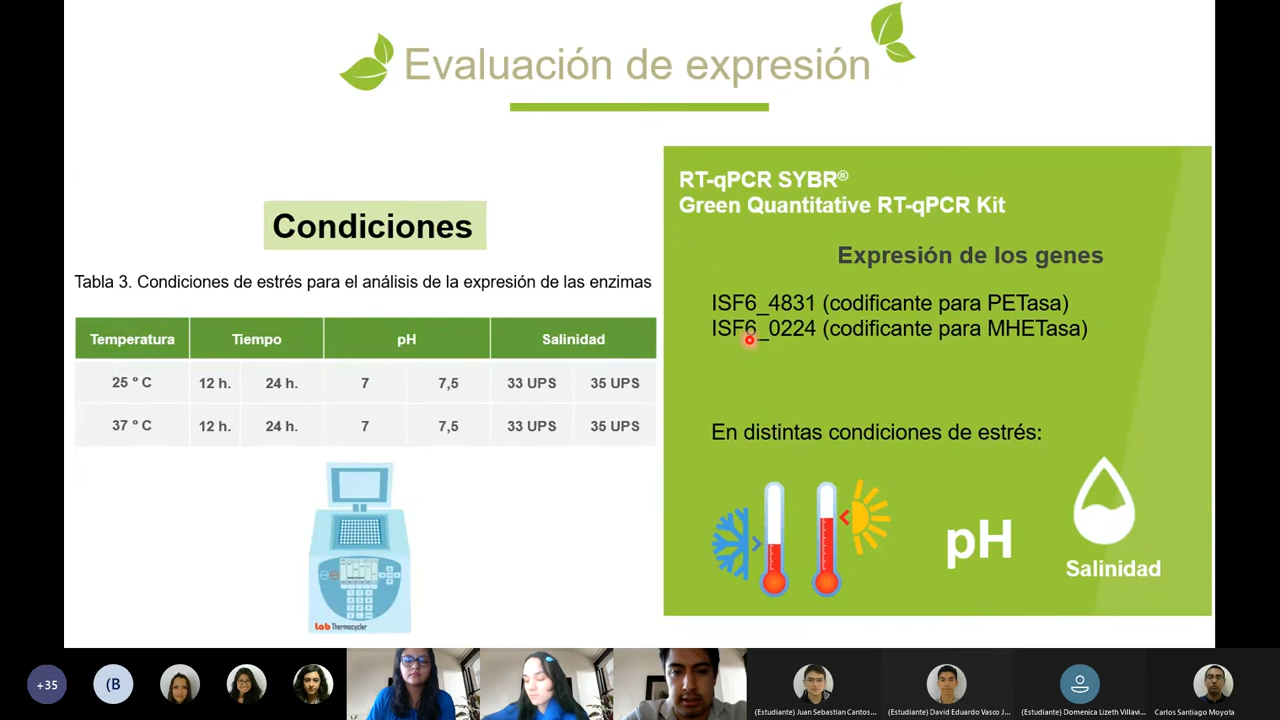 Evaluación de expresión
Condiciones
Tabla 3. Condiciones de estrés para el análisis de la expresión de las enzimas
Temperatura Tiempo pH Salinidad
25 º C 12 h. 24 h. 7 7,5 33 UPS 35 UPS
37 º C 12 h. 24 h. 7 7,5 33 UPS 35 UPS
Lab Thermocycler
RT-qPCR SYBR®
Green Quantitative RT-qPCR Kit
Expresión de los genes
ISF6_4831 (codificante para PETasa)
ISF6_0224 (codificante para MHETasa)
En distintas condiciones de estrés:
pH
Salinidad
+35
(B
(Estudiante) Juan Sebastian Cantos...
(Estudiante) David Eduardo Vasco J...
(Estudiante) Domenica Lizeth Villavi...
Carlos Santiago Moyota